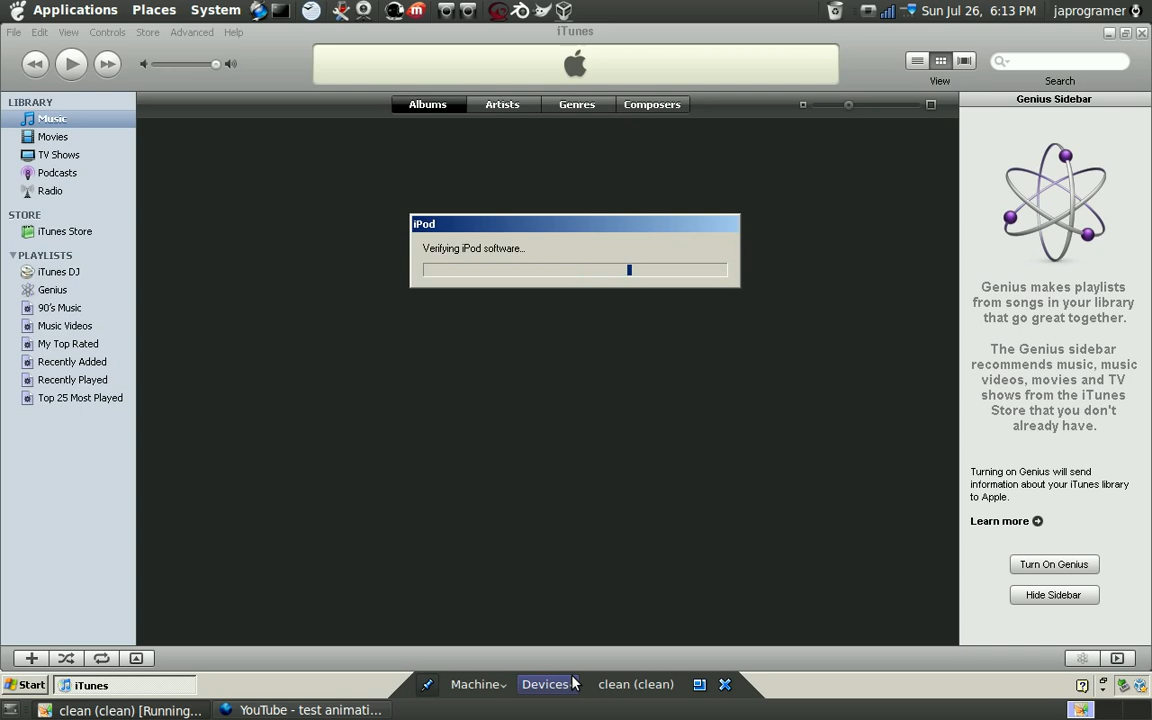 Applications Places System
Sun Jul 26, 6:13 PM japrogramer
File Edit View Controls Store Advanced Help
iTunes
View
Search
LIBRARY
Music
Movies
TV Shows
Podcasts
Radio
STORE
iTunes Store
PLAYLISTS
iTunes DJ
Genius
90's Music
Music Videos
My Top Rated
Recently Added
Recently Played
Top 25 Most Played
Albums Artists Genres Composers
iPod
Verifying iPod software...
Genius Sidebar
Genius makes playlists
from songs in your library
that go great together.
The Genius sidebar
recommends music, music
videos, movies and TV
shows from the iTunes
Store that you don't
already have.
Turning on Genius will send
information about your iTunes library
to Apple.
Learn more
Turn On Genius
Hide Sidebar
Start iTunes
Machine Devices clean (clean)
clean (clean) [Running... YouTube - test animati...